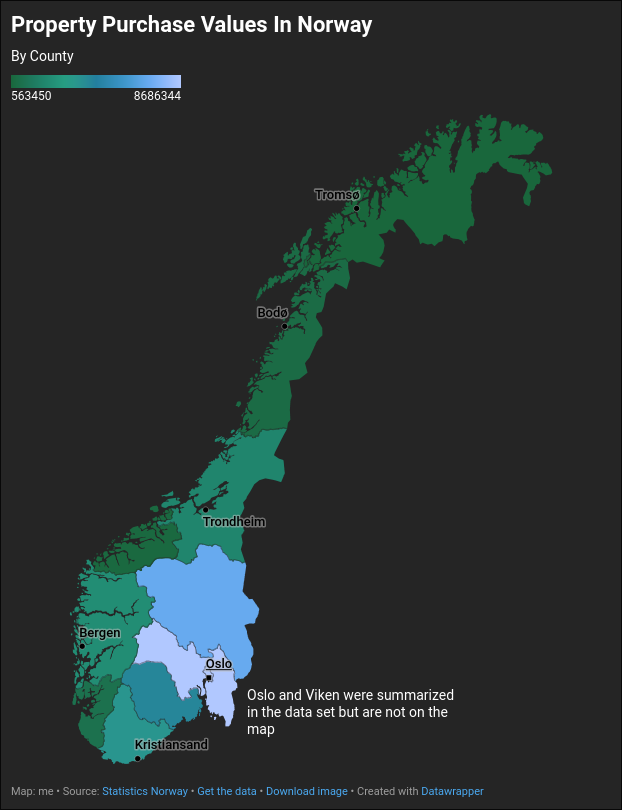 Property Purchase Values In Norway
By County
563450 8686344
Tromsø
Bodø
Trondheim
Bergen
Oslo
Oslo and Viken were summarized
in the data set but are not on the
map
Kristiansand
Map: me • Source: Statistics Norway • Get the data • Download image • Created with Datawrapper